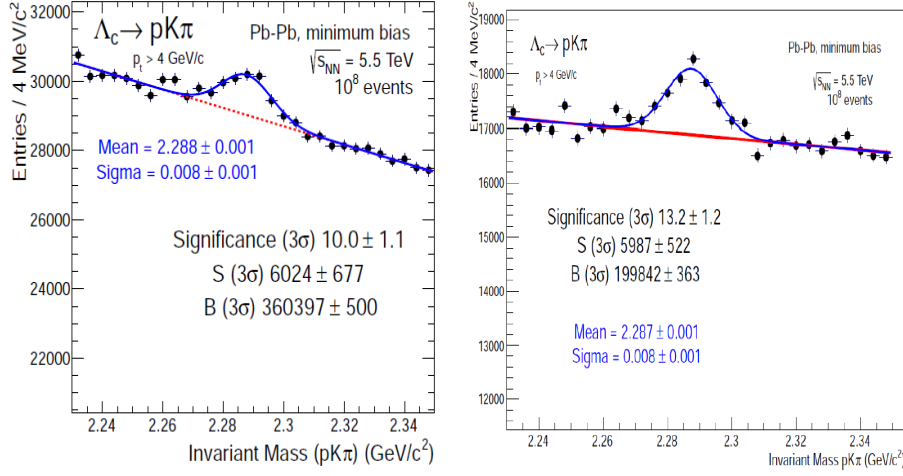 Λc→ pKπ
Pb-Pb, minimum bias
pt > 4 GeV/c
√sNN = 5.5 TeV
10⁸ events
Mean = 2.288 ± 0.001
Sigma = 0.008 ± 0.001
Significance (3σ) 10.0 ± 1.1
S (3σ) 6024 ± 677
B (3σ) 360397 ± 500
Entries / 4 MeV/c²
30000
28000
26000
24000
22000
2.24 2.26 2.28 2.3 2.32 2.34
Invariant Mass (pKπ) (GeV/c²)
Λc→ pKπ
Pb-Pb, minimum bias
pt > 4 GeV/c
√sNN = 5.5 TeV
10⁸ events
Significance (3σ) 13.2 ± 1.2
S (3σ) 5987 ± 522
B (3σ) 199842 ± 363
Mean = 2.287 ± 0.001
Sigma = 0.008 ± 0.001
Entries / 4 MeV/c²
19000
18000
17000
16000
15000
14000
13000
12000
2.24 2.26 2.28 2.3 2.32 2.34
Invariant Mass pKπ (GeV/c²)